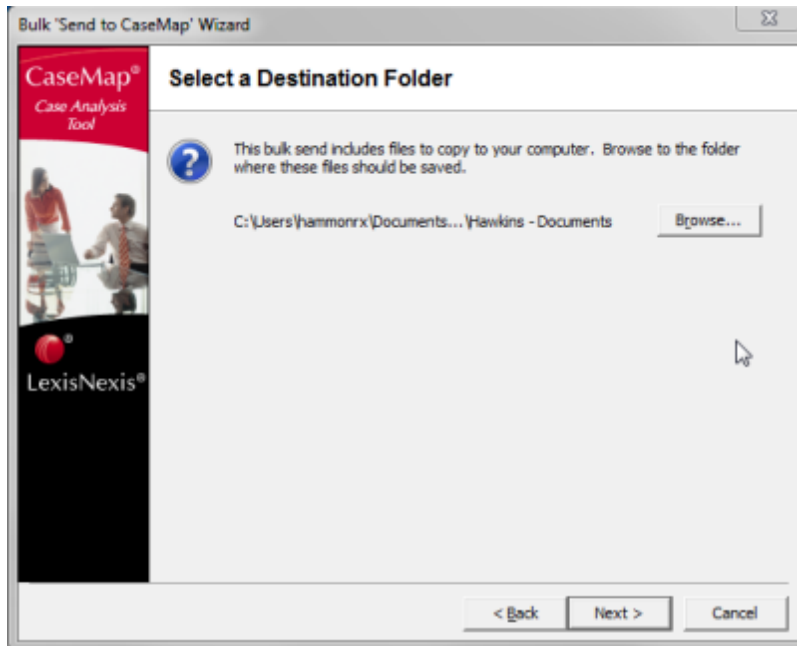 Bulk 'Send to CaseMap' Wizard
CaseMap®
Case Analysis
Tool
Select a Destination Folder
This bulk send includes files to copy to your computer. Browse to the folder
where these files should be saved.
C:\Users\hammonrx\Documents...\Hawkins - Documents
Browse...
LexisNexis®
< Back
Next >
Cancel